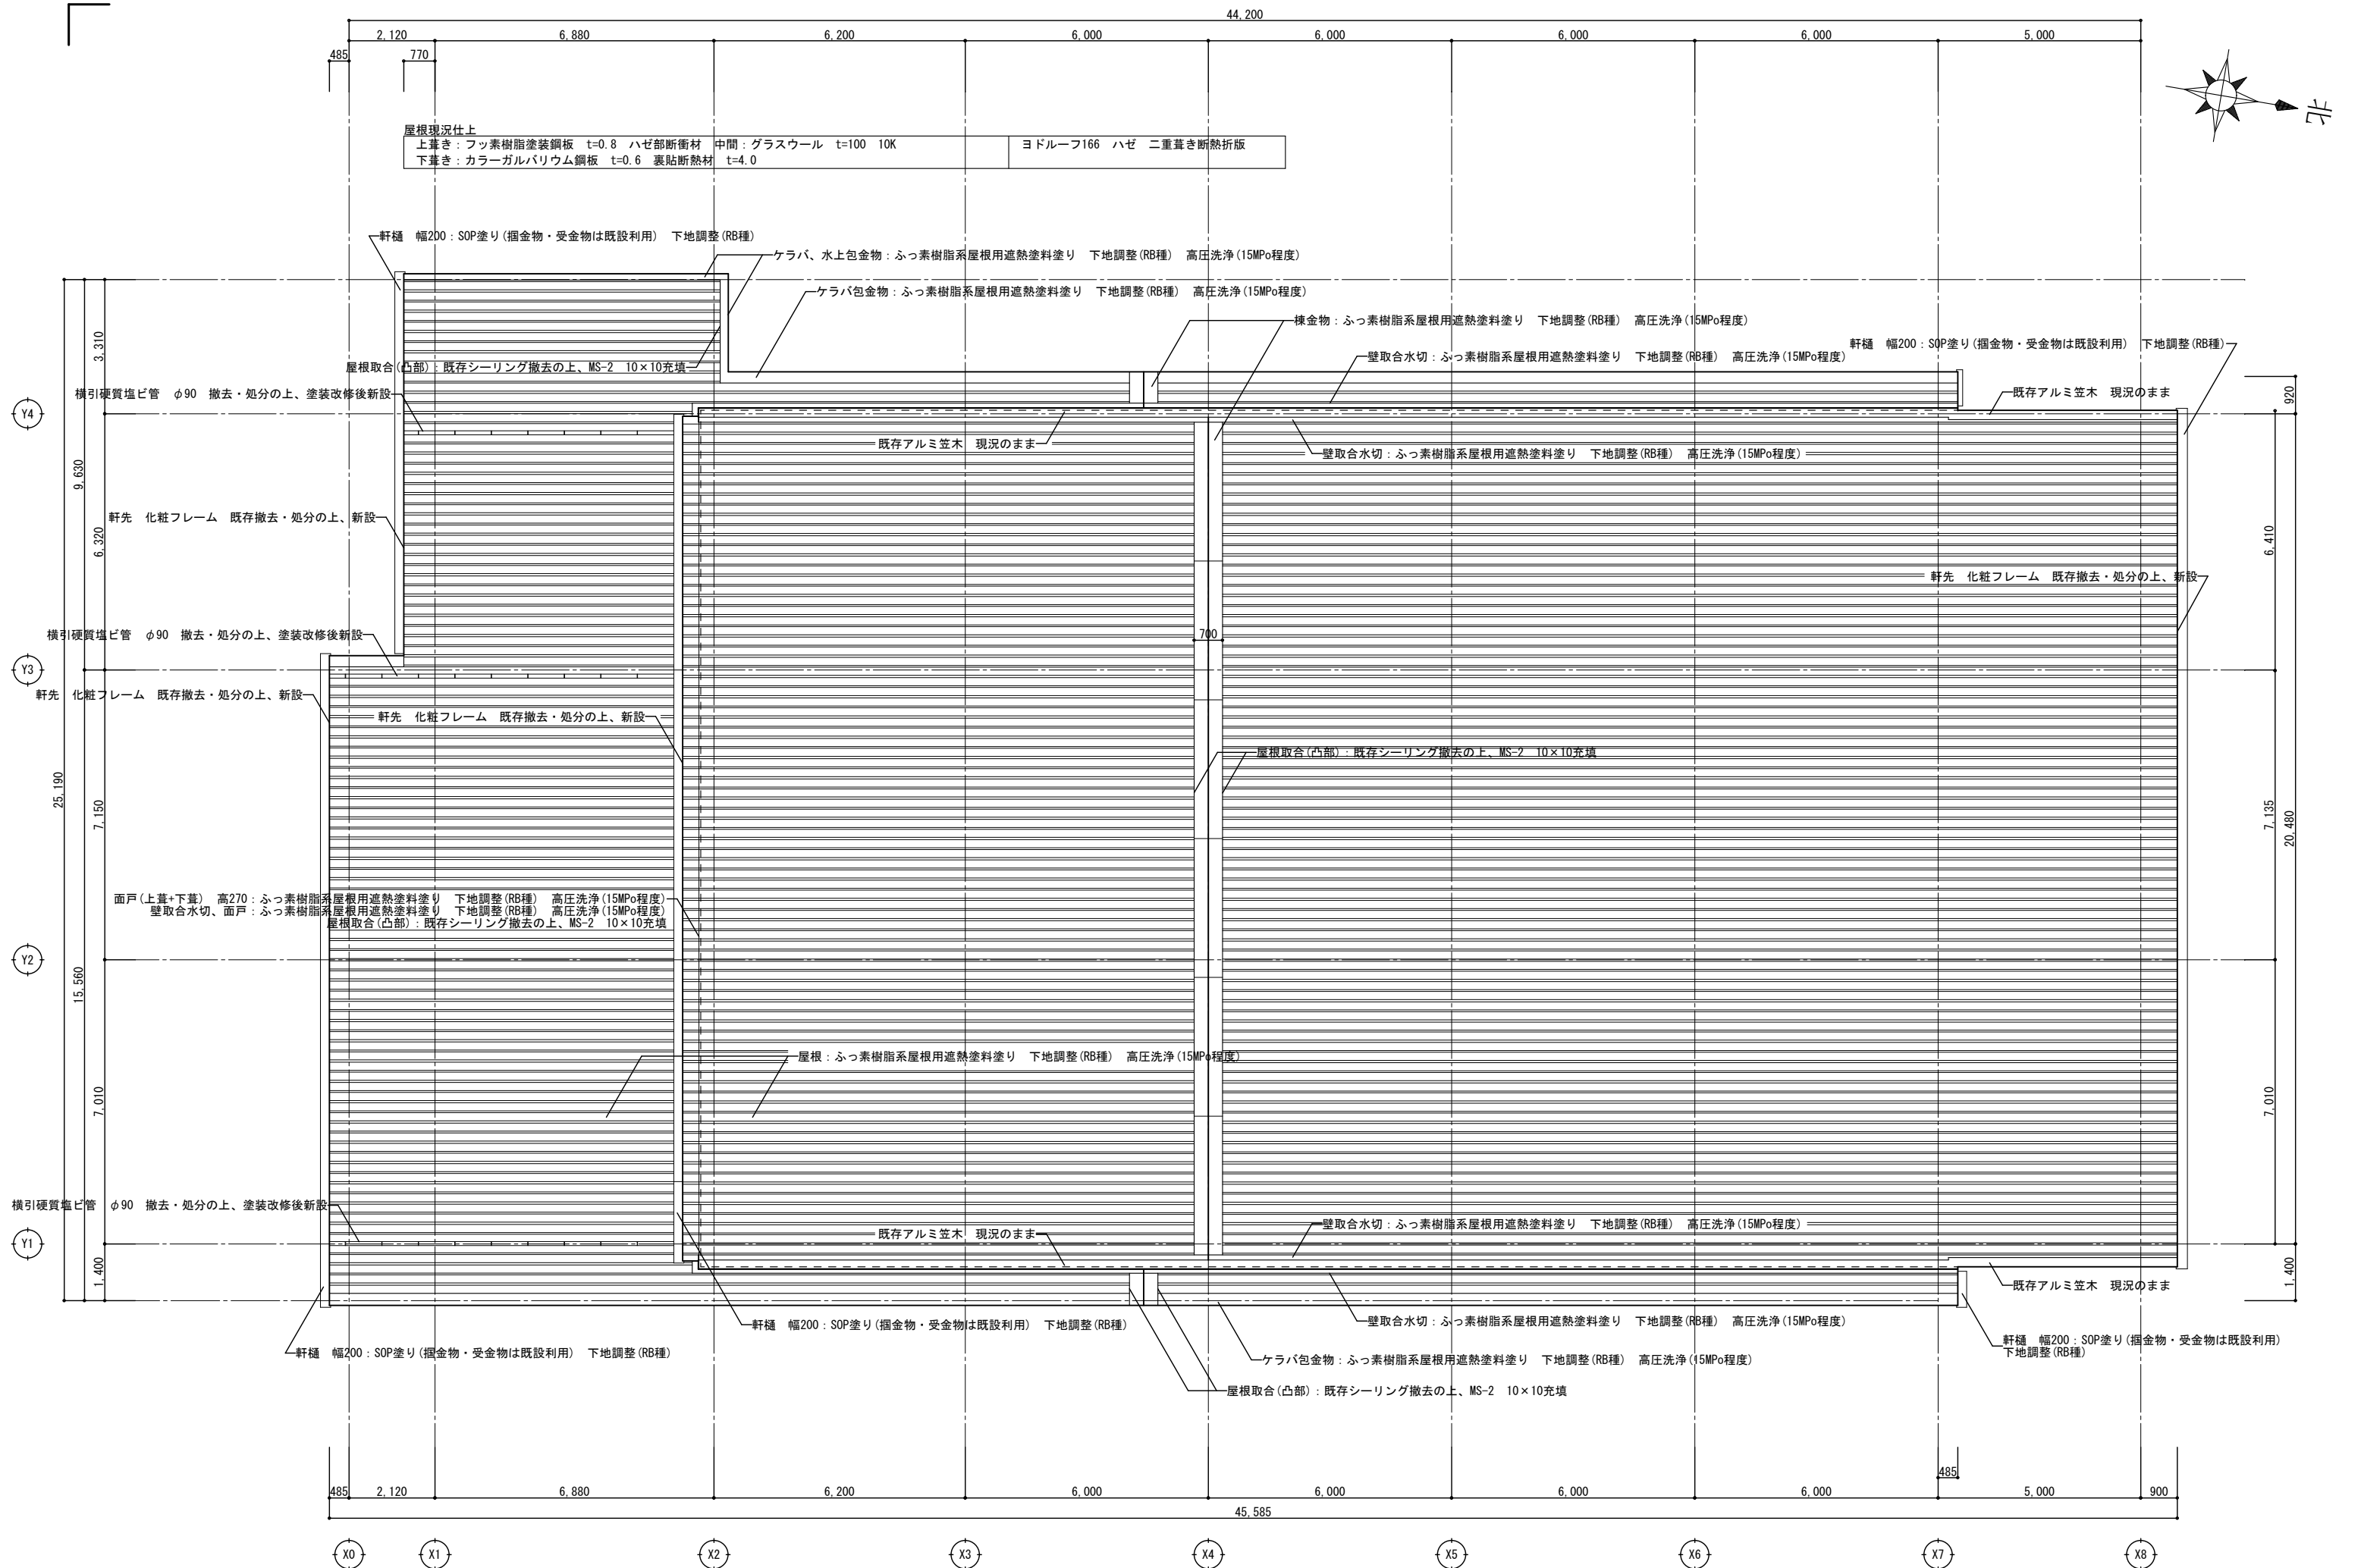 44,200
2,120
6,880
6,200
6,000
6,000
6,000
6,000
5,000
485
770
北
屋根現況仕上
上葺き：フッ素樹脂塗装鋼板　t=0.8　ハゼ部断衝材　中間：グラスウール　t=100　10K
ヨドルーフ166　ハゼ　二重葺き断熱折版
下葺き：カラーガルバリウム鋼板　t=0.6　裏貼断熱材　t=4.0
軒樋　幅200：SOP塗り(掴金物・受金物は既設利用)　下地調整(RB種)
ケラバ、水上包金物：ふっ素樹脂系屋根用遮熱塗料塗り　下地調整(RB種)　高圧洗浄(15MPo程度)
ケラバ包金物：ふっ素樹脂系屋根用遮熱塗料塗り　下地調整(RB種)　高圧洗浄(15MPo程度)
棟金物：ふっ素樹脂系屋根用遮熱塗料塗り　下地調整(RB種)　高圧洗浄(15MPo程度)
軒樋　幅200：SOP塗り(掴金物・受金物は既設利用)　下地調整(RB種)
壁取合水切：ふっ素樹脂系屋根用遮熱塗料塗り　下地調整(RB種)　高圧洗浄(15MPo程度)
屋根取合(凸部)：既存シーリング撤去の上、MS-2　10×10充填
横引硬質塩ビ管　φ90　撤去・処分の上、塗装改修後新設
既存アルミ笠木　現況のまま
既存アルミ笠木　現況のまま
壁取合水切：ふっ素樹脂系屋根用遮熱塗料塗り　下地調整(RB種)　高圧洗浄(15MPo程度)
軒先　化粧フレーム　既存撤去・処分の上、新設
軒先　化粧フレーム　既存撤去・処分の上、新設
横引硬質塩ビ管　φ90　撤去・処分の上、塗装改修後新設
700
軒先　化粧フレーム　既存撤去・処分の上、新設
軒先　化粧フレーム　既存撤去・処分の上、新設
屋根取合(凸部)：既存シーリング撤去の上、MS-2　10×10充填
面戸(上葺+下葺)　高270：ふっ素樹脂系屋根用遮熱塗料塗り　下地調整(RB種)　高圧洗浄(15MPo程度)
壁取合水切、面戸：ふっ素樹脂系屋根用遮熱塗料塗り　下地調整(RB種)　高圧洗浄(15MPo程度)
屋根取合(凸部)：既存シーリング撤去の上、MS-2　10×10充填
屋根：ふっ素樹脂系屋根用遮熱塗料塗り　下地調整(RB種)　高圧洗浄(15MPo程度)
横引硬質塩ビ管　φ90　撤去・処分の上、塗装改修後新設
既存アルミ笠木　現況のまま
壁取合水切：ふっ素樹脂系屋根用遮熱塗料塗り　下地調整(RB種)　高圧洗浄(15MPo程度)
既存アルミ笠木　現況のまま
軒樋　幅200：SOP塗り(掴金物・受金物は既設利用)　下地調整(RB種)
壁取合水切：ふっ素樹脂系屋根用遮熱塗料塗り　下地調整(RB種)　高圧洗浄(15MPo程度)
軒樋　幅200：SOP塗り(掴金物・受金物は既設利用)
下地調整(RB種)
軒樋　幅200：SOP塗り(掴金物・受金物は既設利用)　下地調整(RB種)
ケラバ包金物：ふっ素樹脂系屋根用遮熱塗料塗り　下地調整(RB種)　高圧洗浄(15MPo程度)
屋根取合(凸部)：既存シーリング撤去の上、MS-2　10×10充填
Y4
Y3
Y2
Y1
25,190
9,630
15,560
3,310
6,320
7,150
7,010
1,400
920
6,410
7,135
20,480
7,010
1,400
485
485
2,120
6,880
6,200
6,000
6,000
6,000
6,000
5,000
900
45,585
X0
X1
X2
X3
X4
X5
X6
X7
X8